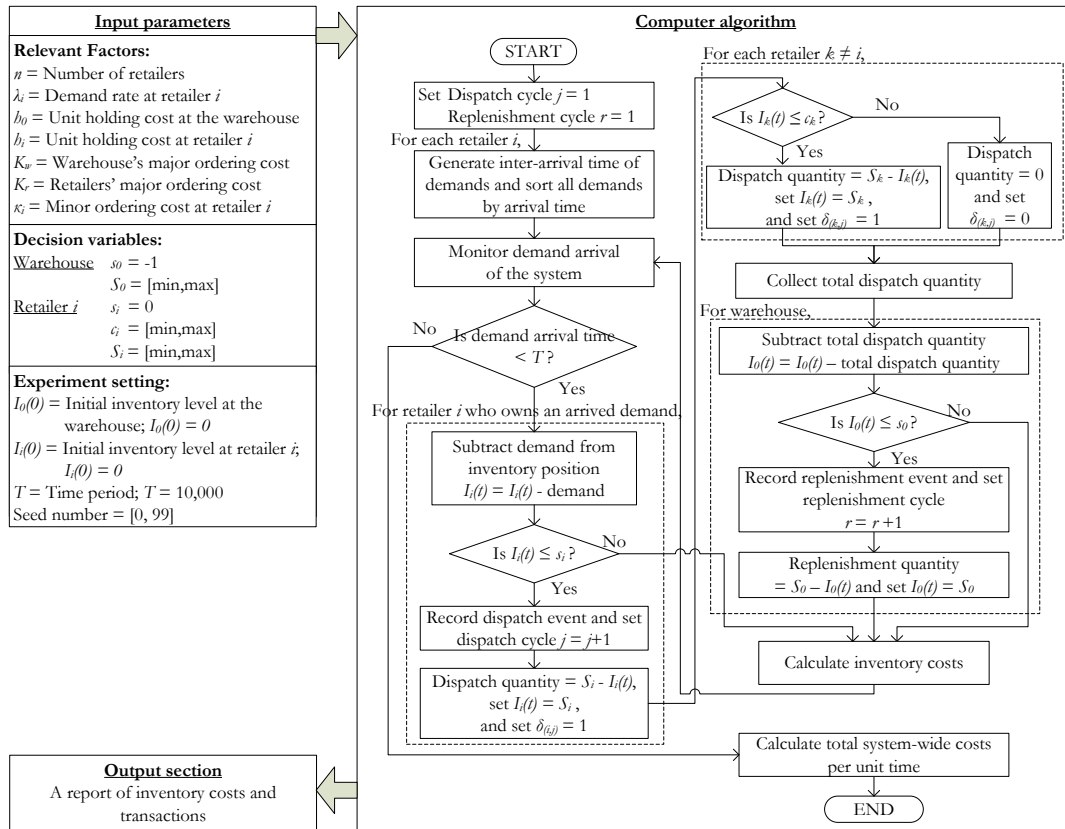 Input parameters
Relevant Factors:
n = Number of retailers
λi = Demand rate at retailer i
h0 = Unit holding cost at the warehouse
hi = Unit holding cost at retailer i
Kw = Warehouse's major ordering cost
Kr = Retailers' major ordering cost
κi = Minor ordering cost at retailer i
Decision variables:
Warehouse s0 = -1
S0 = [min,max]
Retailer i si = 0
ci = [min,max]
Si = [min,max]
Experiment setting:
I0(0) = Initial inventory level at the
warehouse; I0(0) = 0
Ii(0) = Initial inventory level at retailer i;
Ii(0) = 0
T = Time period; T = 10,000
Seed number = [0, 99]
Output section
A report of inventory costs and
transactions
Computer algorithm
START
Set Dispatch cycle j = 1
Replenishment cycle r = 1
For each retailer i,
Generate inter-arrival time of
demands and sort all demands
by arrival time
Monitor demand arrival
of the system
No
Is demand arrival time
< T ?
Yes
For retailer i who owns an arrived demand,
Subtract demand from
inventory position
Ii(t) = Ii(t) - demand
No
Is Ii(t) ≤ si ?
Yes
Record dispatch event and set
dispatch cycle j = j+1
Dispatch quantity = Si - Ii(t),
set Ii(t) = Si ,
and set δ(i,j) = 1
For each retailer k ≠ i,
No
Is Ik(t) ≤ ck ?
Yes
Dispatch quantity = Sk - Ik(t),
set Ik(t) = Sk ,
and set δ(k,j) = 1
Dispatch
quantity = 0
and set
δ(k,j) = 0
Collect total dispatch quantity
For warehouse,
Subtract total dispatch quantity
I0(t) = I0(t) – total dispatch quantity
No
Is I0(t) ≤ s0 ?
Yes
Record replenishment event and set
replenishment cycle
r = r +1
Replenishment quantity
= S0 – I0(t) and set I0(t) = S0
Calculate inventory costs
Calculate total system-wide costs
per unit time
END